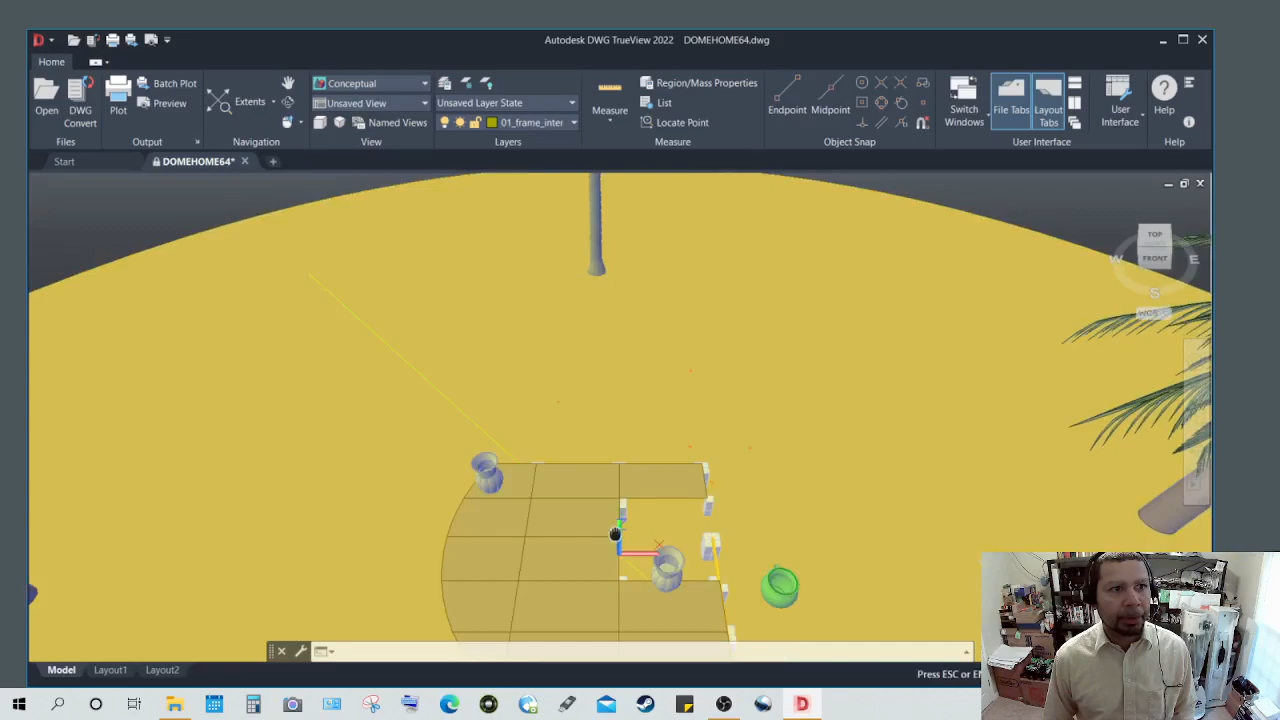 Autodesk DWG TrueView 2022 DOMEHOME64.dwg
Home
Open
DWG
Convert
Files
Plot
Batch Plot
Preview
Output
Extents
Navigation
Conceptual
Unsaved View
Named Views
View
Unsaved Layer State
01_frame_inter
Layers
Measure
Region/Mass Properties
List
Locate Point
Measure
Endpoint
Midpoint
Object Snap
Switch
Windows
File Tabs
Layout
Tabs
User
Interface
User Interface
Help
Help
Start
DOMEHOME64*
TOP
W
FRONT
E
S
Model
Layout1
Layout2
Press ESC or